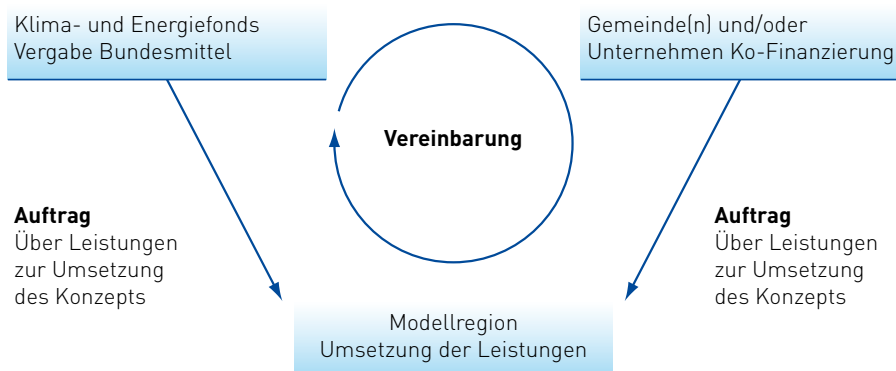 Klima- und Energiefonds
Vergabe Bundesmittel
Gemeinde(n) und/oder
Unternehmen Ko-Finanzierung
Vereinbarung
Auftrag
Über Leistungen
zur Umsetzung
des Konzepts
Auftrag
Über Leistungen
zur Umsetzung
des Konzepts
Modellregion
Umsetzung der Leistungen